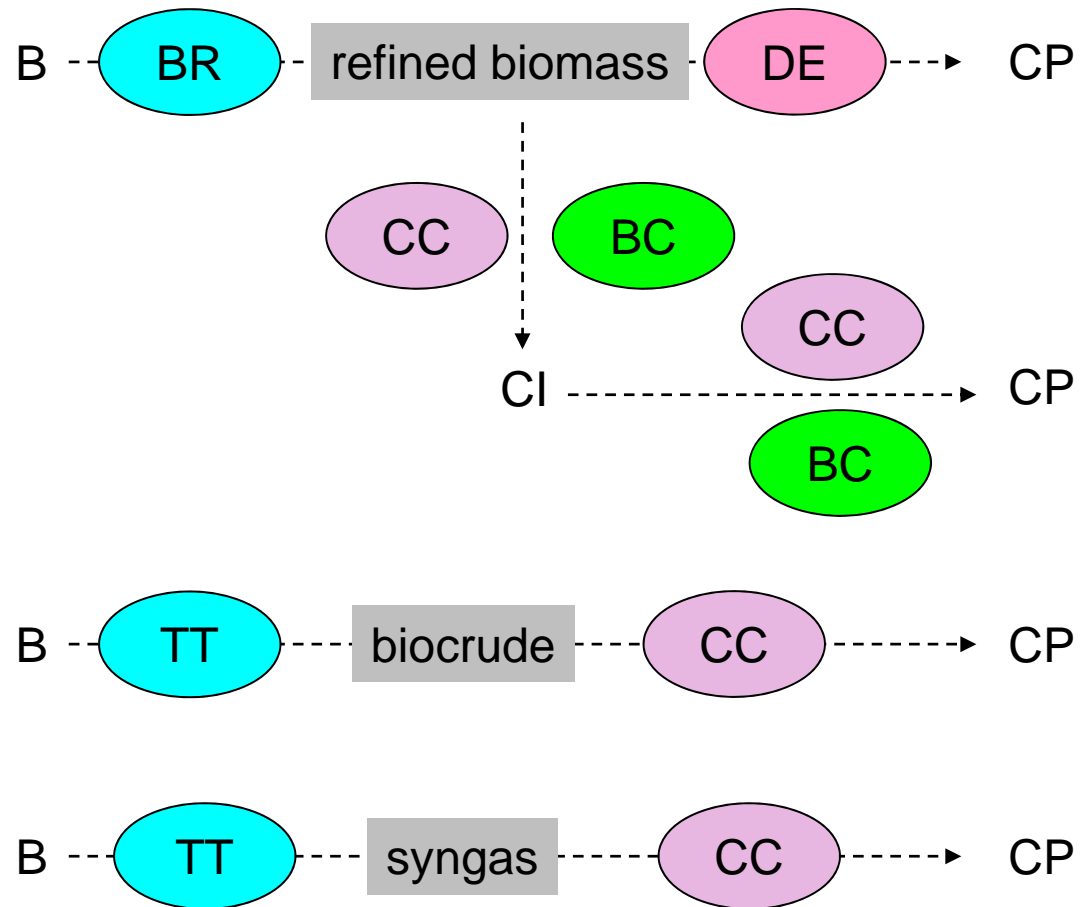 B BR refined biomass DE CP
CC BC
CC
CI CP
BC
B TT biocrude CC CP
B TT syngas CC CP